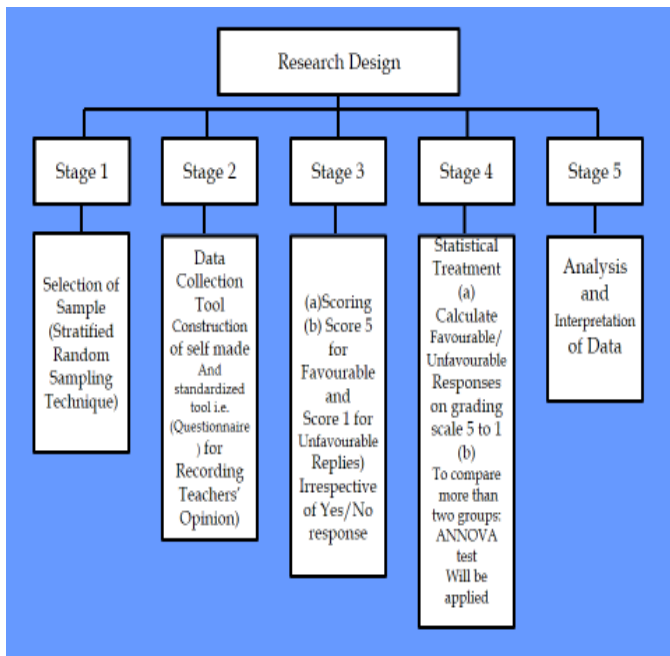 Research Design
Stage 1
Stage 2
Stage 3
Stage 4
Stage 5
Selection of
Sample
(Stratified
Random
Sampling
Technique)
Data
Collection
Tool
Construction
of self made
And
standardized
tool i.e.
(Questionnaire
) for
Recording
Teachers'
Opinion)
(a)Scoring
(b) Score 5
for
Favourable
and
Score 1 for
Unfavourable
Replies)
Irrespective
of Yes/No
response
Statistical
Treatment
(a)
Calculate
Favourable/
Unfavourable
Responses
on grading
scale 5 to 1
(b)
To compare
more than
two groups:
ANNOVA
test
Will be
applied
Analysis
and
Interpretation
of Data